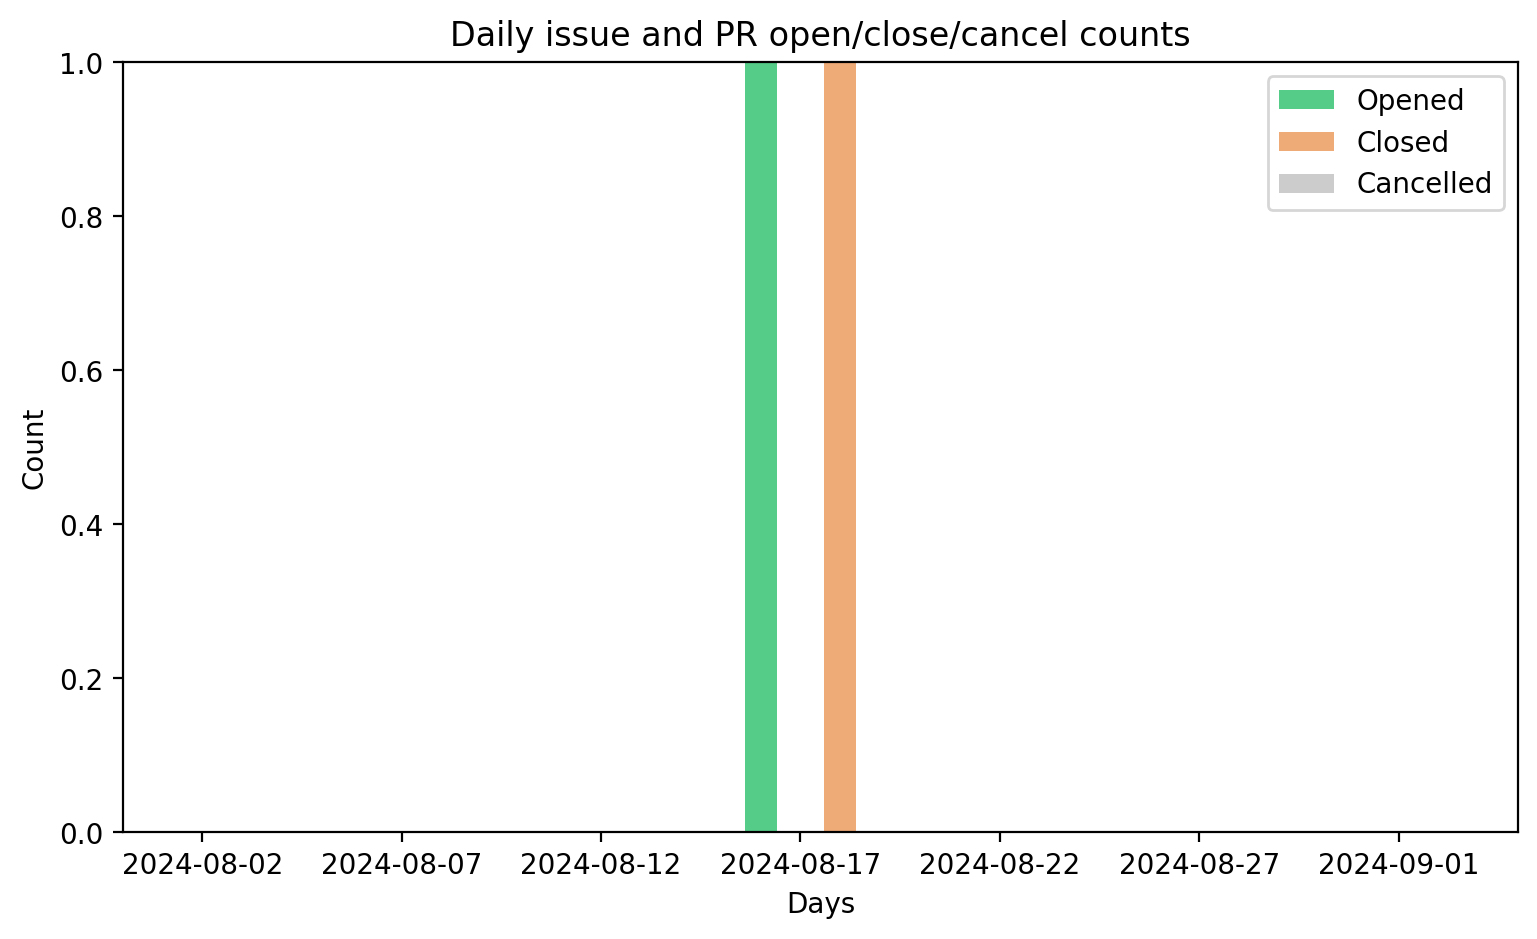 Daily issue and PR open/close/cancel counts
1.0
0.8
0.6
0.4
0.2
0.0
Count
Opened
Closed
Cancelled
2024-08-02 2024-08-07 2024-08-12 2024-08-17 2024-08-22 2024-08-27 2024-09-01
Days